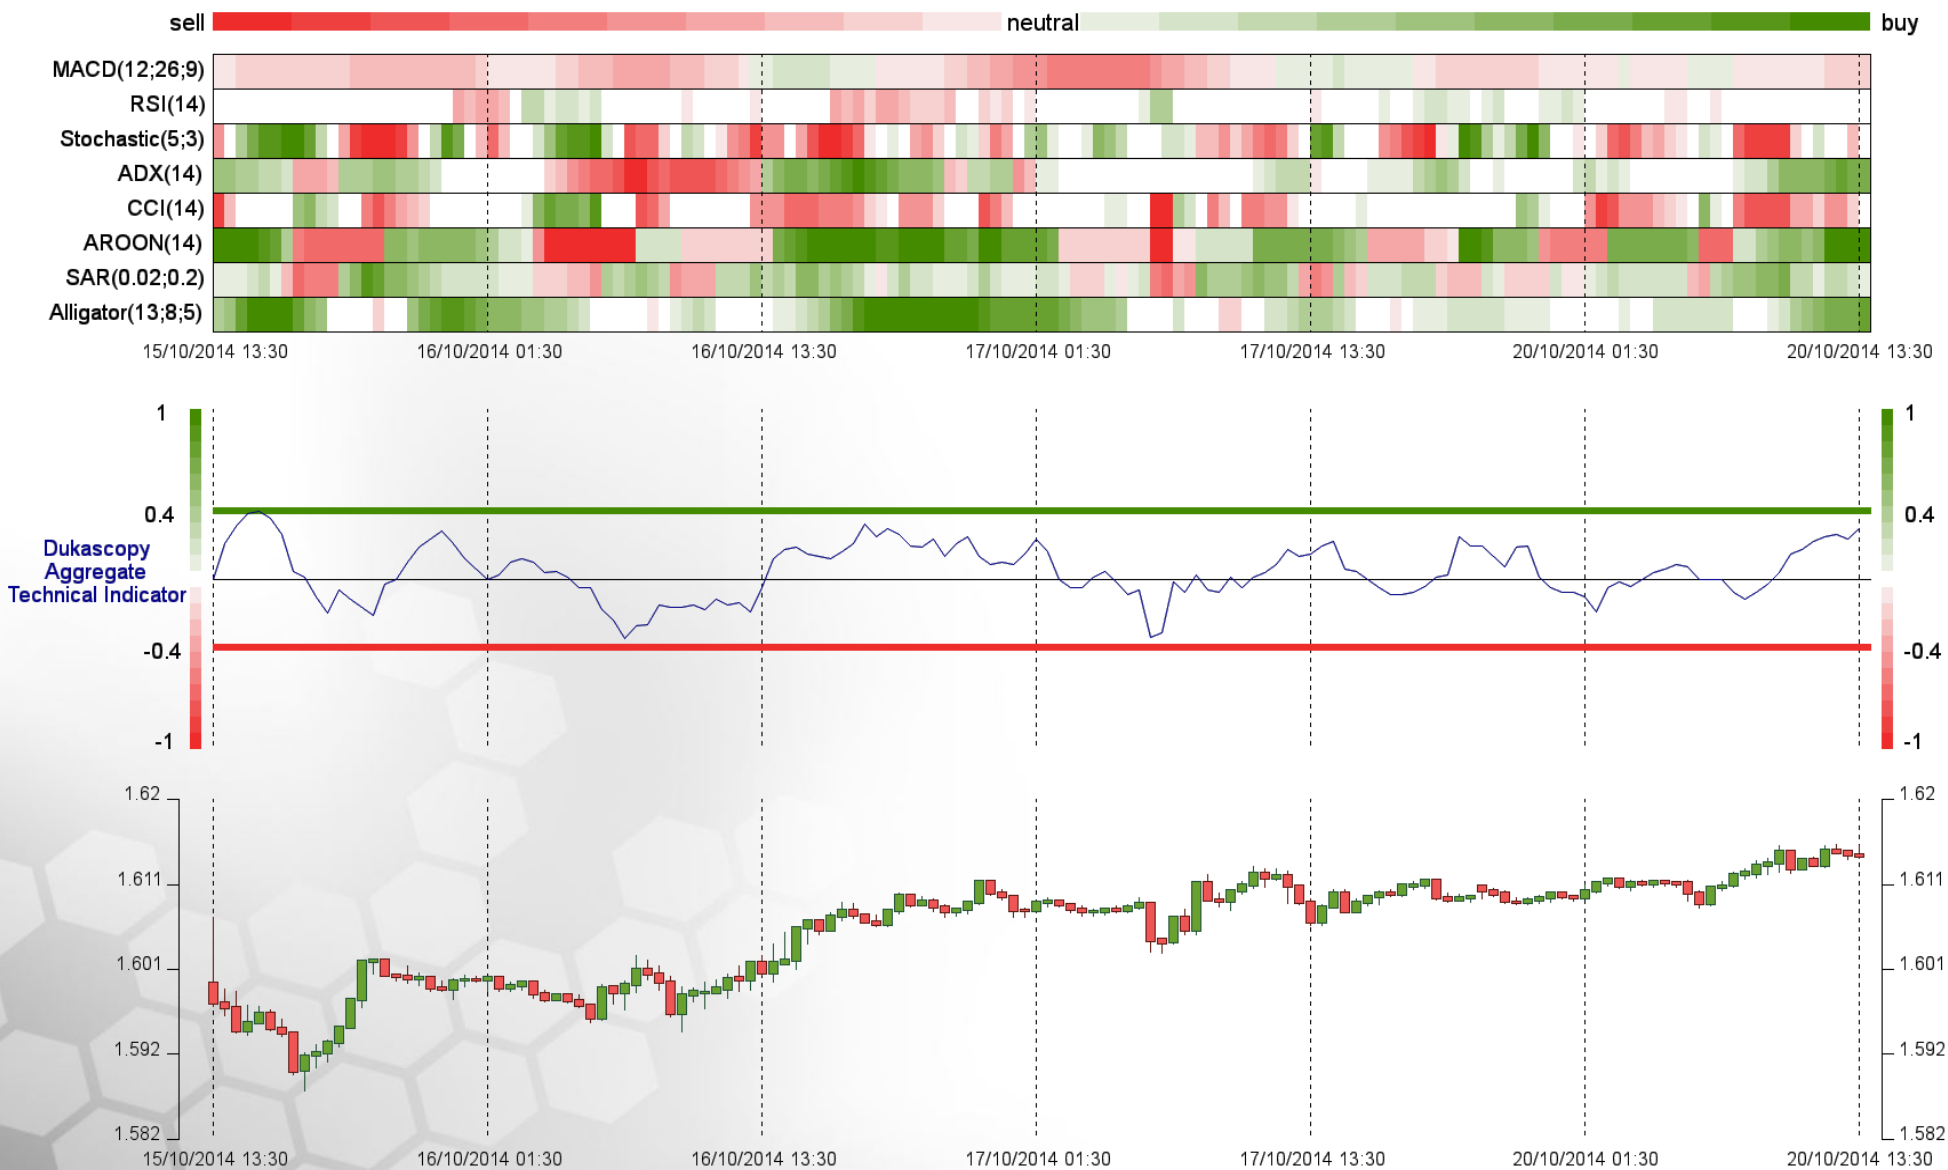 sell neutral buy
MACD(12;26;9)
RSI(14)
Stochastic(5;3)
ADX(14)
CCI(14)
AROON(14)
SAR(0.02;0.2)
Alligator(13;8;5)
15/10/2014 13:30 16/10/2014 01:30 16/10/2014 13:30 17/10/2014 01:30 17/10/2014 13:30 20/10/2014 01:30 20/10/2014 13:30
1 1
0.4 0.4
Dukascopy
Aggregate
Technical Indicator
-0.4 -0.4
-1 -1
1.62 1.62
1.611 1.611
1.601 1.601
1.592 1.592
1.582 1.582
15/10/2014 13:30 16/10/2014 01:30 16/10/2014 13:30 17/10/2014 01:30 17/10/2014 13:30 20/10/2014 01:30 20/10/2014 13:30